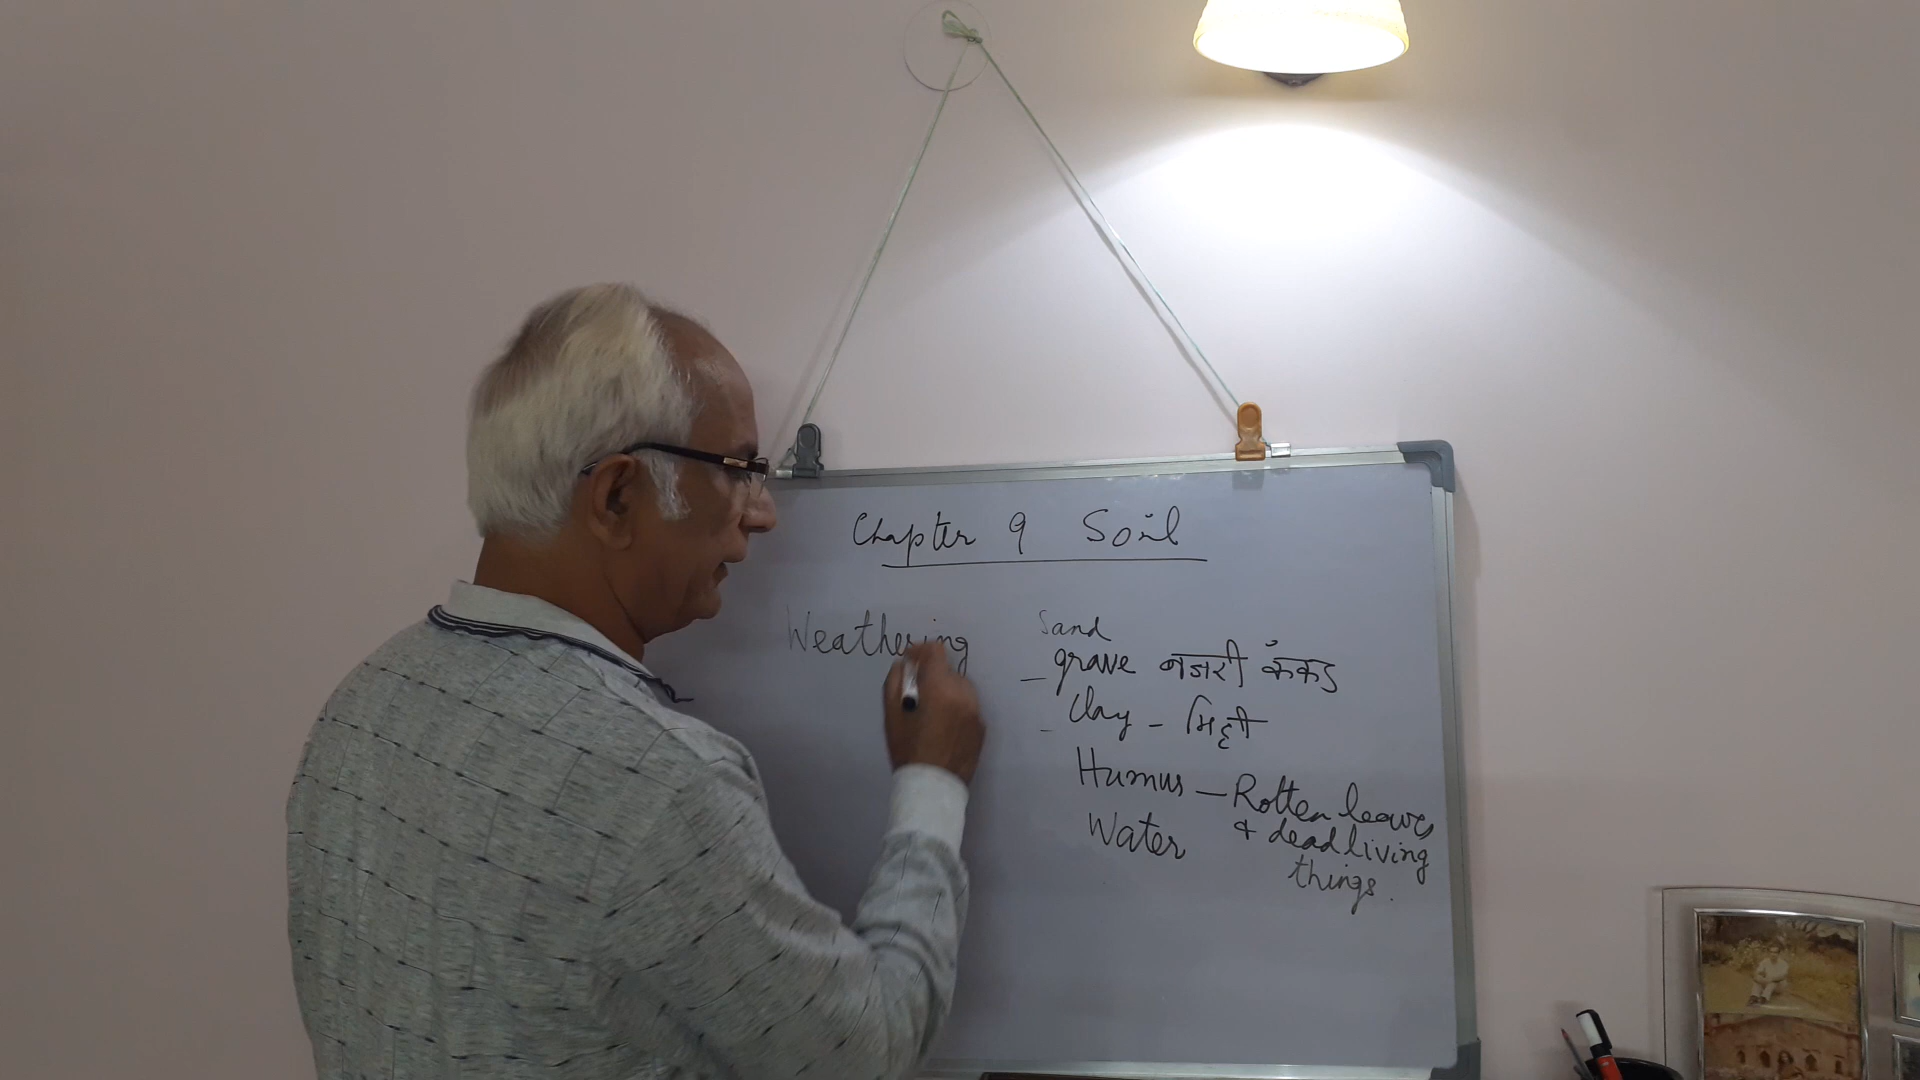 Chapter 9 Soil
Weathering
Sand
- grave बजरी कंकड
- Clay - मिट्टी
Humus - Rotten leaves
& dead living
things.
Water